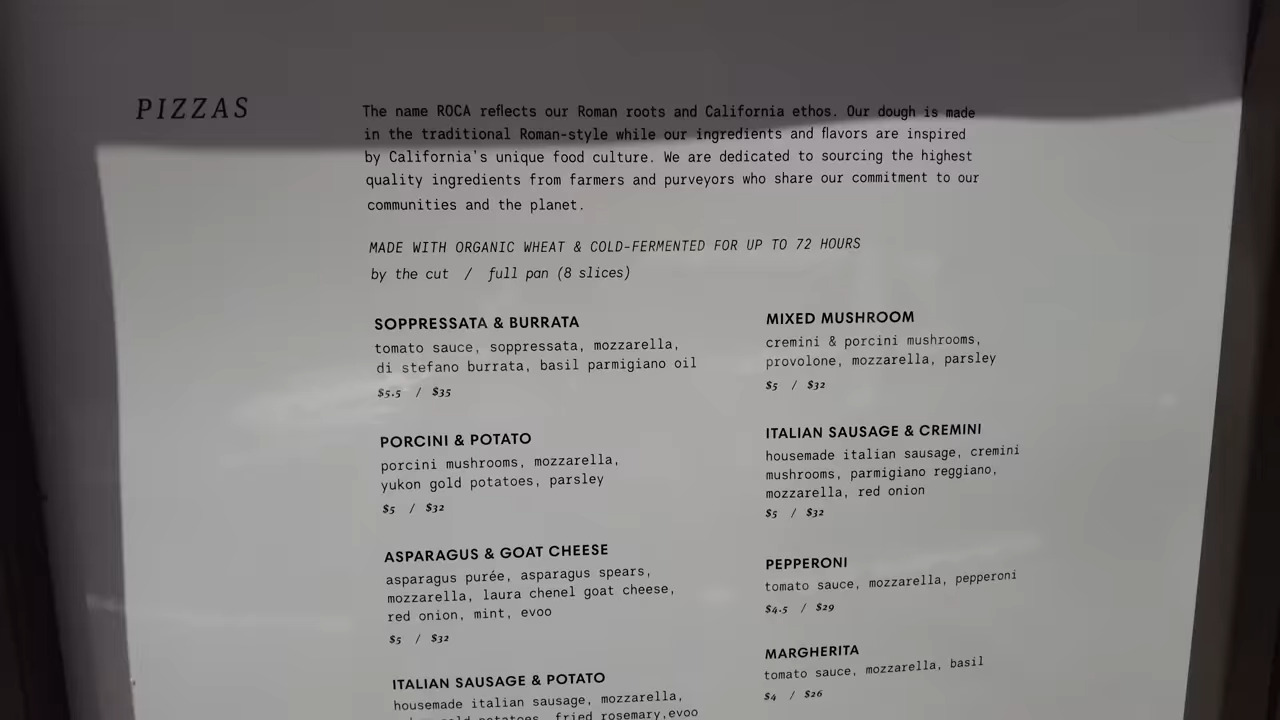 PIZZAS
The name ROCA reflects our Roman roots and California ethos. Our dough is made
in the traditional Roman-style while our ingredients and flavors are inspired
by California's unique food culture. We are dedicated to sourcing the highest
quality ingredients from farmers and purveyors who share our commitment to our
communities and the planet.
MADE WITH ORGANIC WHEAT & COLD-FERMENTED FOR UP TO 72 HOURS
by the cut / full pan (8 slices)
SOPPRESSATA & BURRATA
tomato sauce, soppressata, mozzarella,
di stefano burrata, basil parmigiano oil
$5.5 / $35
PORCINI & POTATO
porcini mushrooms, mozzarella,
yukon gold potatoes, parsley
$5 / $32
ASPARAGUS & GOAT CHEESE
asparagus purée, asparagus spears,
mozzarella, laura chenel goat cheese,
red onion, mint, evoo
$5 / $32
ITALIAN SAUSAGE & POTATO
housemade italian sausage, mozzarella,
gold potatoes, fried rosemary,evoo
MIXED MUSHROOM
cremini & porcini mushrooms,
provolone, mozzarella, parsley
$5 / $32
ITALIAN SAUSAGE & CREMINI
housemade italian sausage, cremini
mushrooms, parmigiano reggiano,
mozzarella, red onion
$5 / $32
PEPPERONI
tomato sauce, mozzarella, pepperoni
$4.5 / $29
MARGHERITA
tomato sauce, mozzarella, basil
$4 / $26